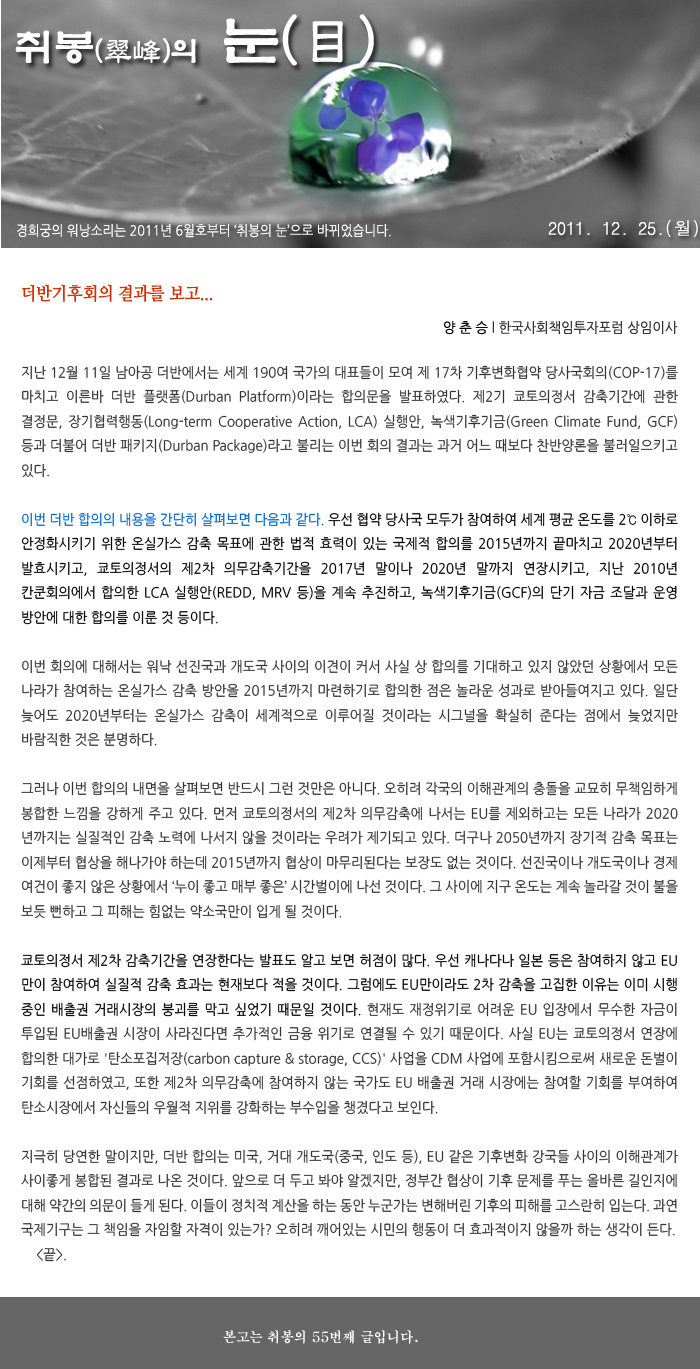 취봉(翠峰)의 눈(目)
경희궁의 워낭소리는 2011년 6월호부터 '취봉의 눈'으로 바뀌었습니다.
2011. 12. 25.(월)
더반기후회의 결과를 보고...
양 춘 승 l 한국사회책임투자포럼 상임이사
지난 12월 11일 남아공 더반에서는 세계 190여 국가의 대표들이 모여 제 17차 기후변화협약 당사국회의(COP-17)를
마치고 이른바 더반 플랫폼(Durban Platform)이라는 합의문을 발표하였다. 제2기 쿄토의정서 감축기간에 관한
결정문, 장기협력행동(Long-term Cooperative Action, LCA) 실행안, 녹색기후기금(Green Climate Fund, GCF)
등과 더불어 더반 패키지(Durban Package)라고 불리는 이번 회의 결과는 과거 어느 때보다 찬반양론을 불러일으키고
있다.
이번 더반 합의의 내용을 간단히 살펴보면 다음과 같다. 우선 협약 당사국 모두가 참여하여 세계 평균 온도를 2℃ 이하로
안정화시키기 위한 온실가스 감축 목표에 관한 법적 효력이 있는 국제적 합의를 2015년까지 끝마치고 2020년부터
발효시키고, 쿄토의정서의 제2차 의무감축기간을 2017년 말이나 2020년 말까지 연장시키고, 지난 2010년
칸쿤회의에서 합의한 LCA 실행안(REDD, MRV 등)을 계속 추진하고, 녹색기후기금(GCF)의 단기 자금 조달과 운영
방안에 대한 합의를 이룬 것 등이다.
이번 회의에 대해서는 워낙 선진국과 개도국 사이의 이견이 커서 사실 상 합의를 기대하고 있지 않았던 상황에서 모든
나라가 참여하는 온실가스 감축 방안을 2015년까지 마련하기로 합의한 점은 놀라운 성과로 받아들여지고 있다. 일단
늦어도 2020년부터는 온실가스 감축이 세계적으로 이루어질 것이라는 시그널을 확실히 준다는 점에서 늦었지만
바람직한 것은 분명하다.
그러나 이번 합의의 내면을 살펴보면 반드시 그런 것만은 아니다. 오히려 각국의 이해관계의 충돌을 교묘히 무책임하게
봉합한 느낌을 강하게 주고 있다. 먼저 쿄토의정서의 제2차 의무감축에 나서는 EU를 제외하고는 모든 나라가 2020
년까지는 실질적인 감축 노력에 나서지 않을 것이라는 우려가 제기되고 있다. 더구나 2050년까지 장기적 감축 목표는
이제부터 협상을 해나가야 하는데 2015년까지 협상이 마무리된다는 보장도 없는 것이다. 선진국이나 개도국이나 경제
여건이 좋지 않은 상황에서 '누이 좋고 매부 좋은' 시간벌이에 나선 것이다. 그 사이에 지구 온도는 계속 놀라갈 것이 불을
보듯 뻔하고 그 피해는 힘없는 약소국만이 입게 될 것이다.
쿄토의정서 제2차 감축기간을 연장한다는 발표도 알고 보면 허점이 많다. 우선 캐나다나 일본 등은 참여하지 않고 EU
만이 참여하여 실질적 감축 효과는 현재보다 적을 것이다. 그럼에도 EU만이라도 2차 감축을 고집한 이유는 이미 시행
중인 배출권 거래시장의 붕괴를 막고 싶었기 때문일 것이다. 현재도 재정위기로 어려운 EU 입장에서 무수한 자금이
투입된 EU배출권 시장이 사라진다면 추가적인 금융 위기로 연결될 수 있기 때문이다. 사실 EU는 쿄토의정서 연장에
합의한 대가로 '탄소포집저장(carbon capture & storage, CCS)' 사업을 CDM 사업에 포함시킴으로써 새로운 돈벌이
기회를 선점하였고, 또한 제2차 의무감축에 참여하지 않는 국가도 EU 배출권 거래 시장에는 참여할 기회를 부여하여
탄소시장에서 자신들의 우월적 지위를 강화하는 부수입을 챙겼다고 보인다.
지극히 당연한 말이지만, 더반 합의는 미국, 거대 개도국(중국, 인도 등), EU 같은 기후변화 강국들 사이의 이해관계가
사이좋게 봉합된 결과로 나온 것이다. 앞으로 더 두고 봐야 알겠지만, 정부간 협상이 기후 문제를 푸는 올바른 길인지에
대해 약간의 의문이 들게 된다. 이들이 정치적 계산을 하는 동안 누군가는 변해버린 기후의 피해를 고스란히 입는다. 과연
국제기구는 그 책임을 자임할 자격이 있는가? 오히려 깨어있는 시민의 행동이 더 효과적이지 않을까 하는 생각이 든다.
<끝>.
본고는 취봉의 55번째 글입니다.